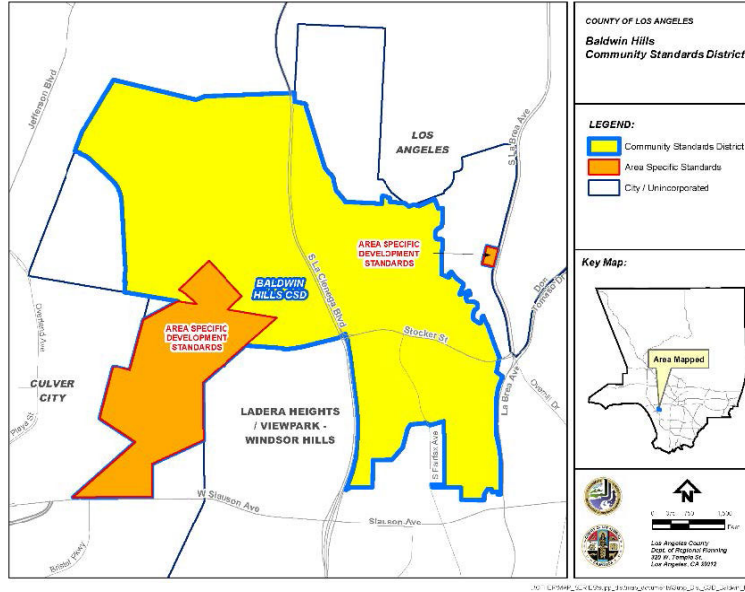 COUNTY OF LOS ANGELES
Baldwin Hills
Community Standards District
LEGEND:
Community Standards District
Area Specific Standards
City / Unincorporated
Key Map:
Area Mapped
N
Los Angeles County
Dept. of Regional Planning
320 W. Temple St.
Los Angeles, CA 90012
Jefferson Blvd
LOS
ANGELES
S La Brea Ave
AREA SPECIFIC
DEVELOPMENT
STANDARDS
S La Cienega Blvd
BALDWIN
HILLS CSD
Don
Tomaso Dr
Overland Ave
AREA SPECIFIC
DEVELOPMENT
STANDARDS
Stocker St
La Brea Ave
Overhill Dr
CULVER
CITY
Playa St
LADERA HEIGHTS
/ VIEWPARK -
WINDSOR HILLS
S Fairfax Ave
W Slauson Ave
Slauson Ave
Bristol Pkwy